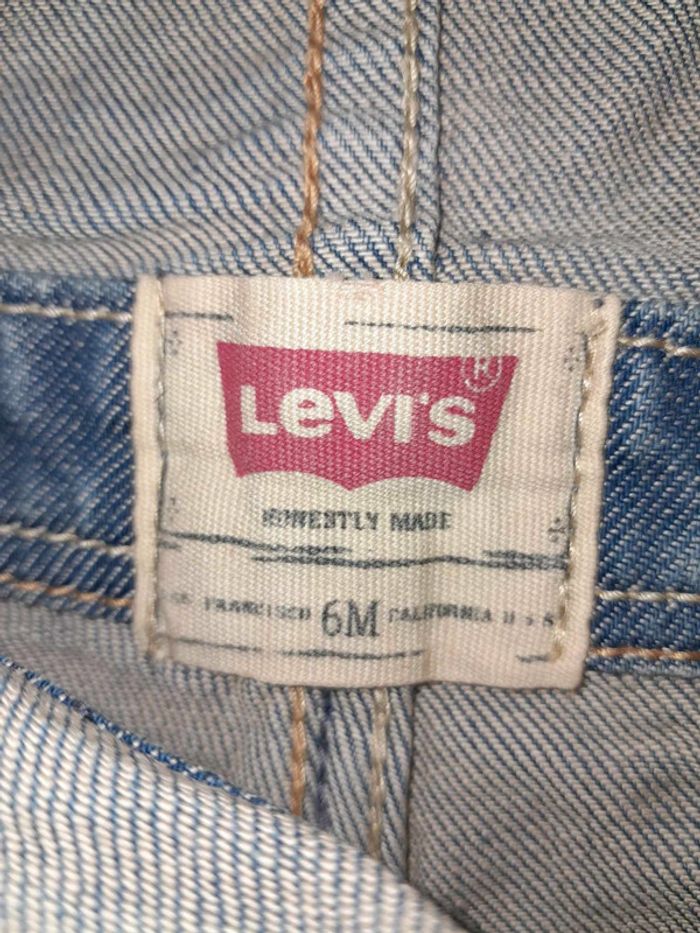 Levi's ®
HONESTLY MADE
FRANCISCO 6M CALIFORNIA U S A